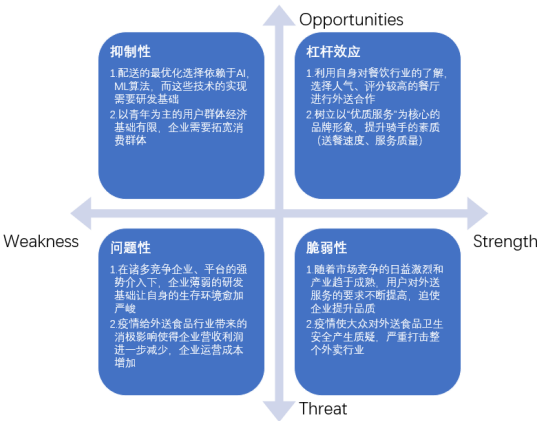 Opportunities
抑制性
1.配送的最优化选择依赖于AI,
ML算法，而这些技术的实现
需要研发基础
2.以青年为主的用户群体经济
基础有限，企业需要拓宽消
费群体
杠杆效应
1.利用自身对餐饮行业的了解，
选择人气、评分较高的餐厅
进行外送合作
2.树立以“优质服务”为核心的
品牌形象，提升骑手的素质
（送餐速度、服务质量）
Weakness
Strength
问题性
1.在诸多竞争企业、平台的强
势介入下，企业薄弱的研发
基础让自身的生存环境愈加
严峻
2.疫情给外送食品行业带来的
消极影响使得企业营收利润
进一步减少，企业运营成本
增加
脆弱性
1.随着市场竞争的日益激烈和
产业趋于成熟，用户对外送
服务的要求不断提高，迫使
企业提升品质
2.疫情使大众对外送食品卫生
安全产生质疑，严重打击整
个外卖行业
Threat